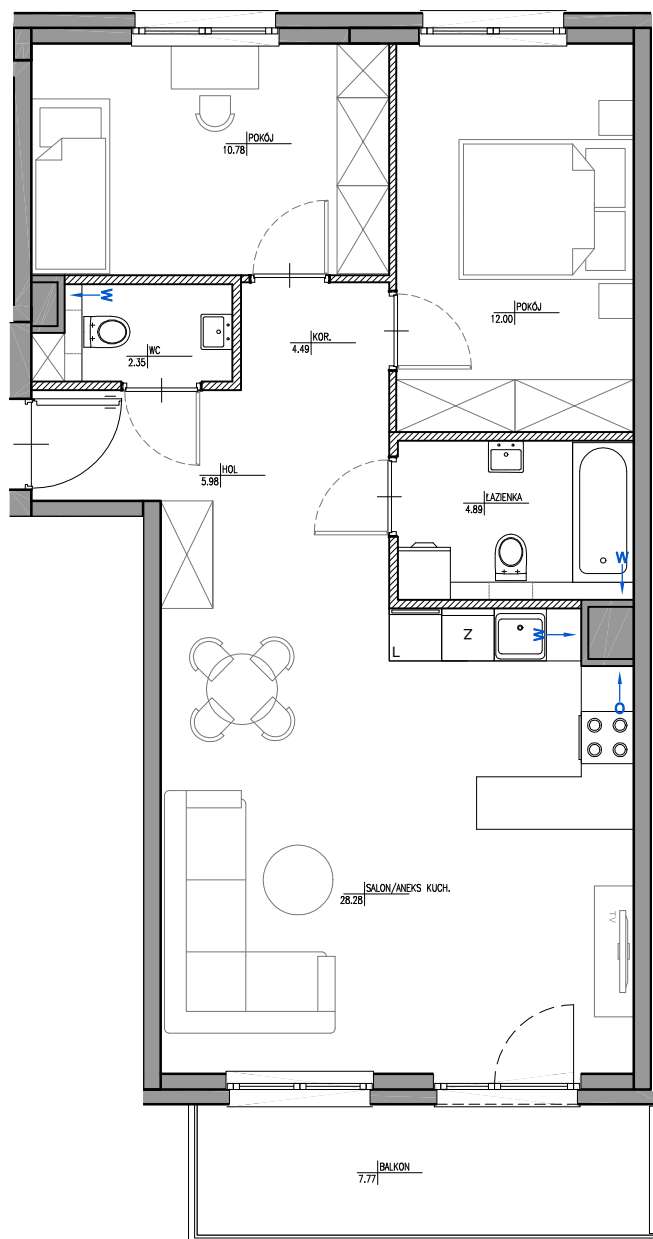 POKÓJ
10.78
POKÓJ
12.00
W
WC
2.35
KOR.
4.49
HOL
5.98
ŁAZIENKA
4.89
W
L
Z
W
O
SALON/ANEKS KUCH.
28.28
TV
BALKON
7.77